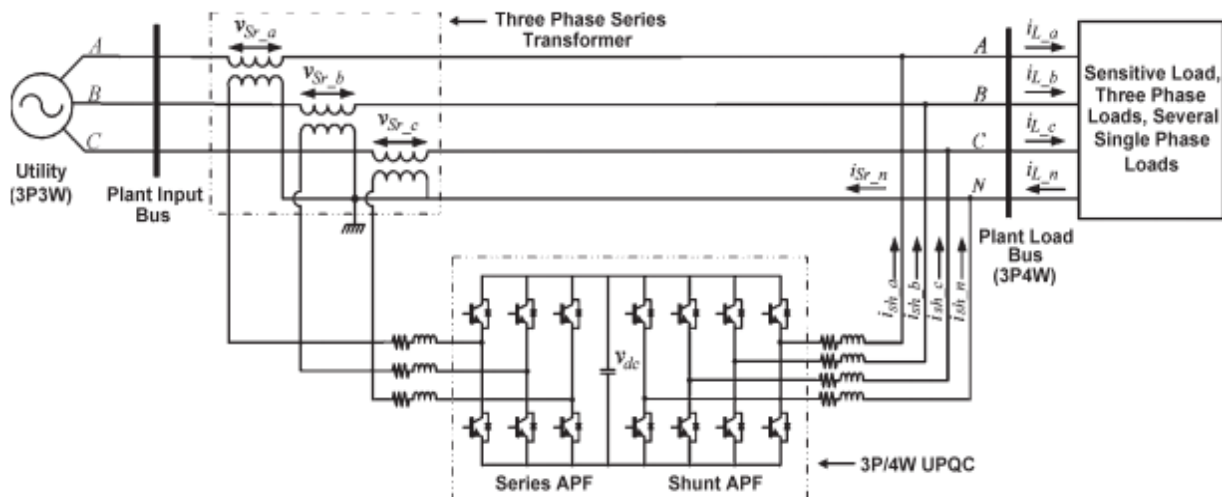 Three Phase Series
Transformer
v_Sr_a
v_Sr_b
v_Sr_c
A
B
C
Utility
(3P3W)
Plant Input
Bus
A
B
C
N
i_L_a
i_L_b
i_L_c
i_L_n
i_Sr_n
Sensitive Load,
Three Phase
Loads, Several
Single Phase
Loads
Plant Load
Bus
(3P4W)
i_sh_a
i_sh_b
i_sh_c
i_sh_n
v_dc
Series APF
Shunt APF
3P/4W UPQC